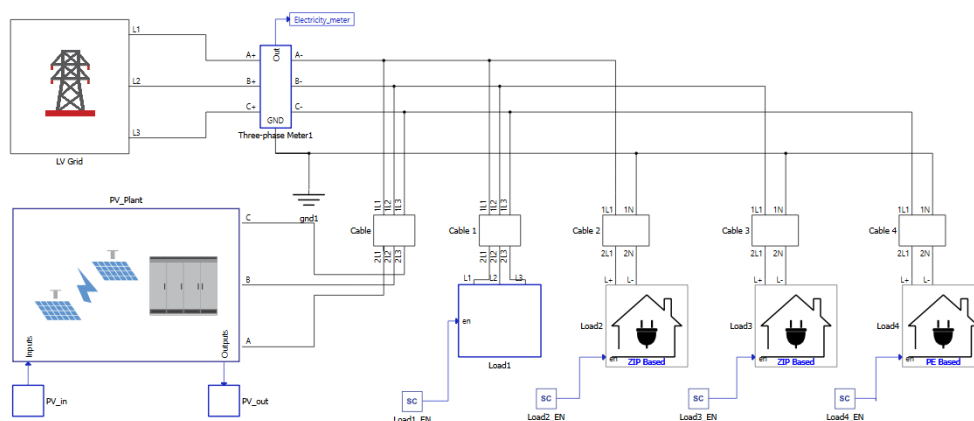 Electricity_meter
L1
L2
L3
LV Grid
A+
B+
C+
Out
GND
A-
B-
C-
Three-phase Meter1
gnd1
PV_Plant
C
B
A
Inputs
Outputs
PV_in
PV_out
1L1 1L2 1L3
Cable
2L1 2L2 2L3
1L1 1L2 1L3
Cable 1
2L1 2L2 2L3
L1 L2 L3
en
Load1
SC
Load1_EN
1L1 1N
Cable 2
2L1 2N
L+ L-
Load2
en
ZIP Based
SC
Load2_EN
1L1 1N
Cable 3
2L1 2N
L+ L-
Load3
en
ZIP Based
SC
Load3_EN
1L1 1N
Cable 4
2L1 2N
L+ L-
Load4
en
PE Based
SC
Load4_EN